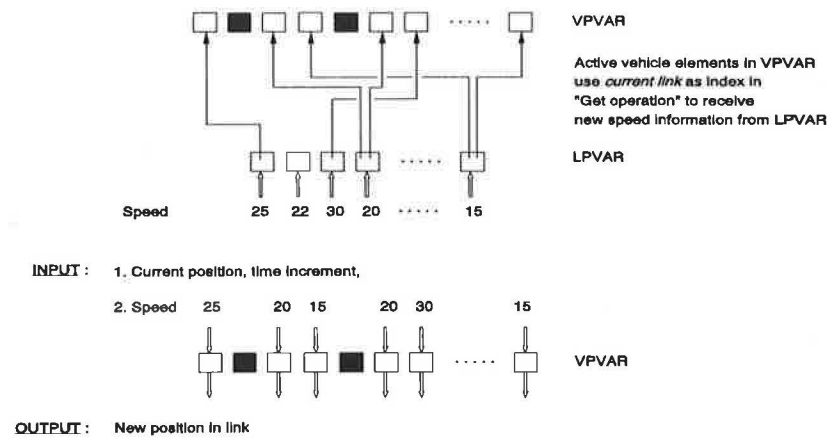 VPVAR
Active vehicle elements in VPVAR
use current link as index in
"Get operation" to receive
new speed information from LPVAR
LPVAR
Speed 25 22 30 20 ..... 15
INPUT : 1. Current position, time increment,
2. Speed 25 20 15 20 30 15
VPVAR
OUTPUT : New position in link